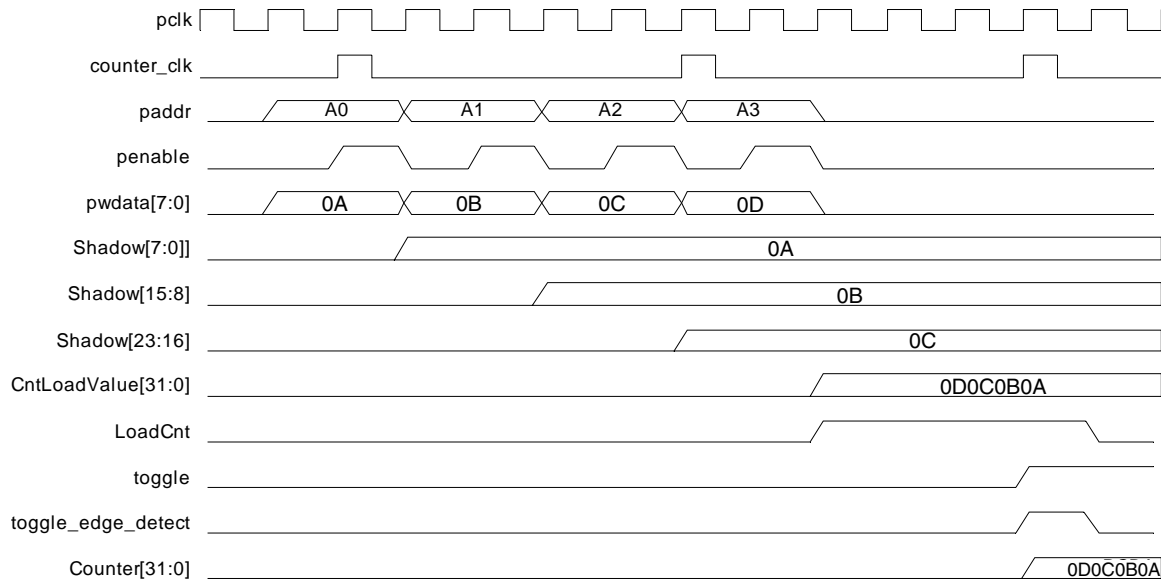 pclk
counter_clk
paddr A0 A1 A2 A3
penable
pwdata[7:0] 0A 0B 0C 0D
Shadow[7:0]] 0A
Shadow[15:8] 0B
Shadow[23:16] 0C
CntLoadValue[31:0] 0D0C0B0A
LoadCnt
toggle
toggle_edge_detect
Counter[31:0] 0D0C0B0A